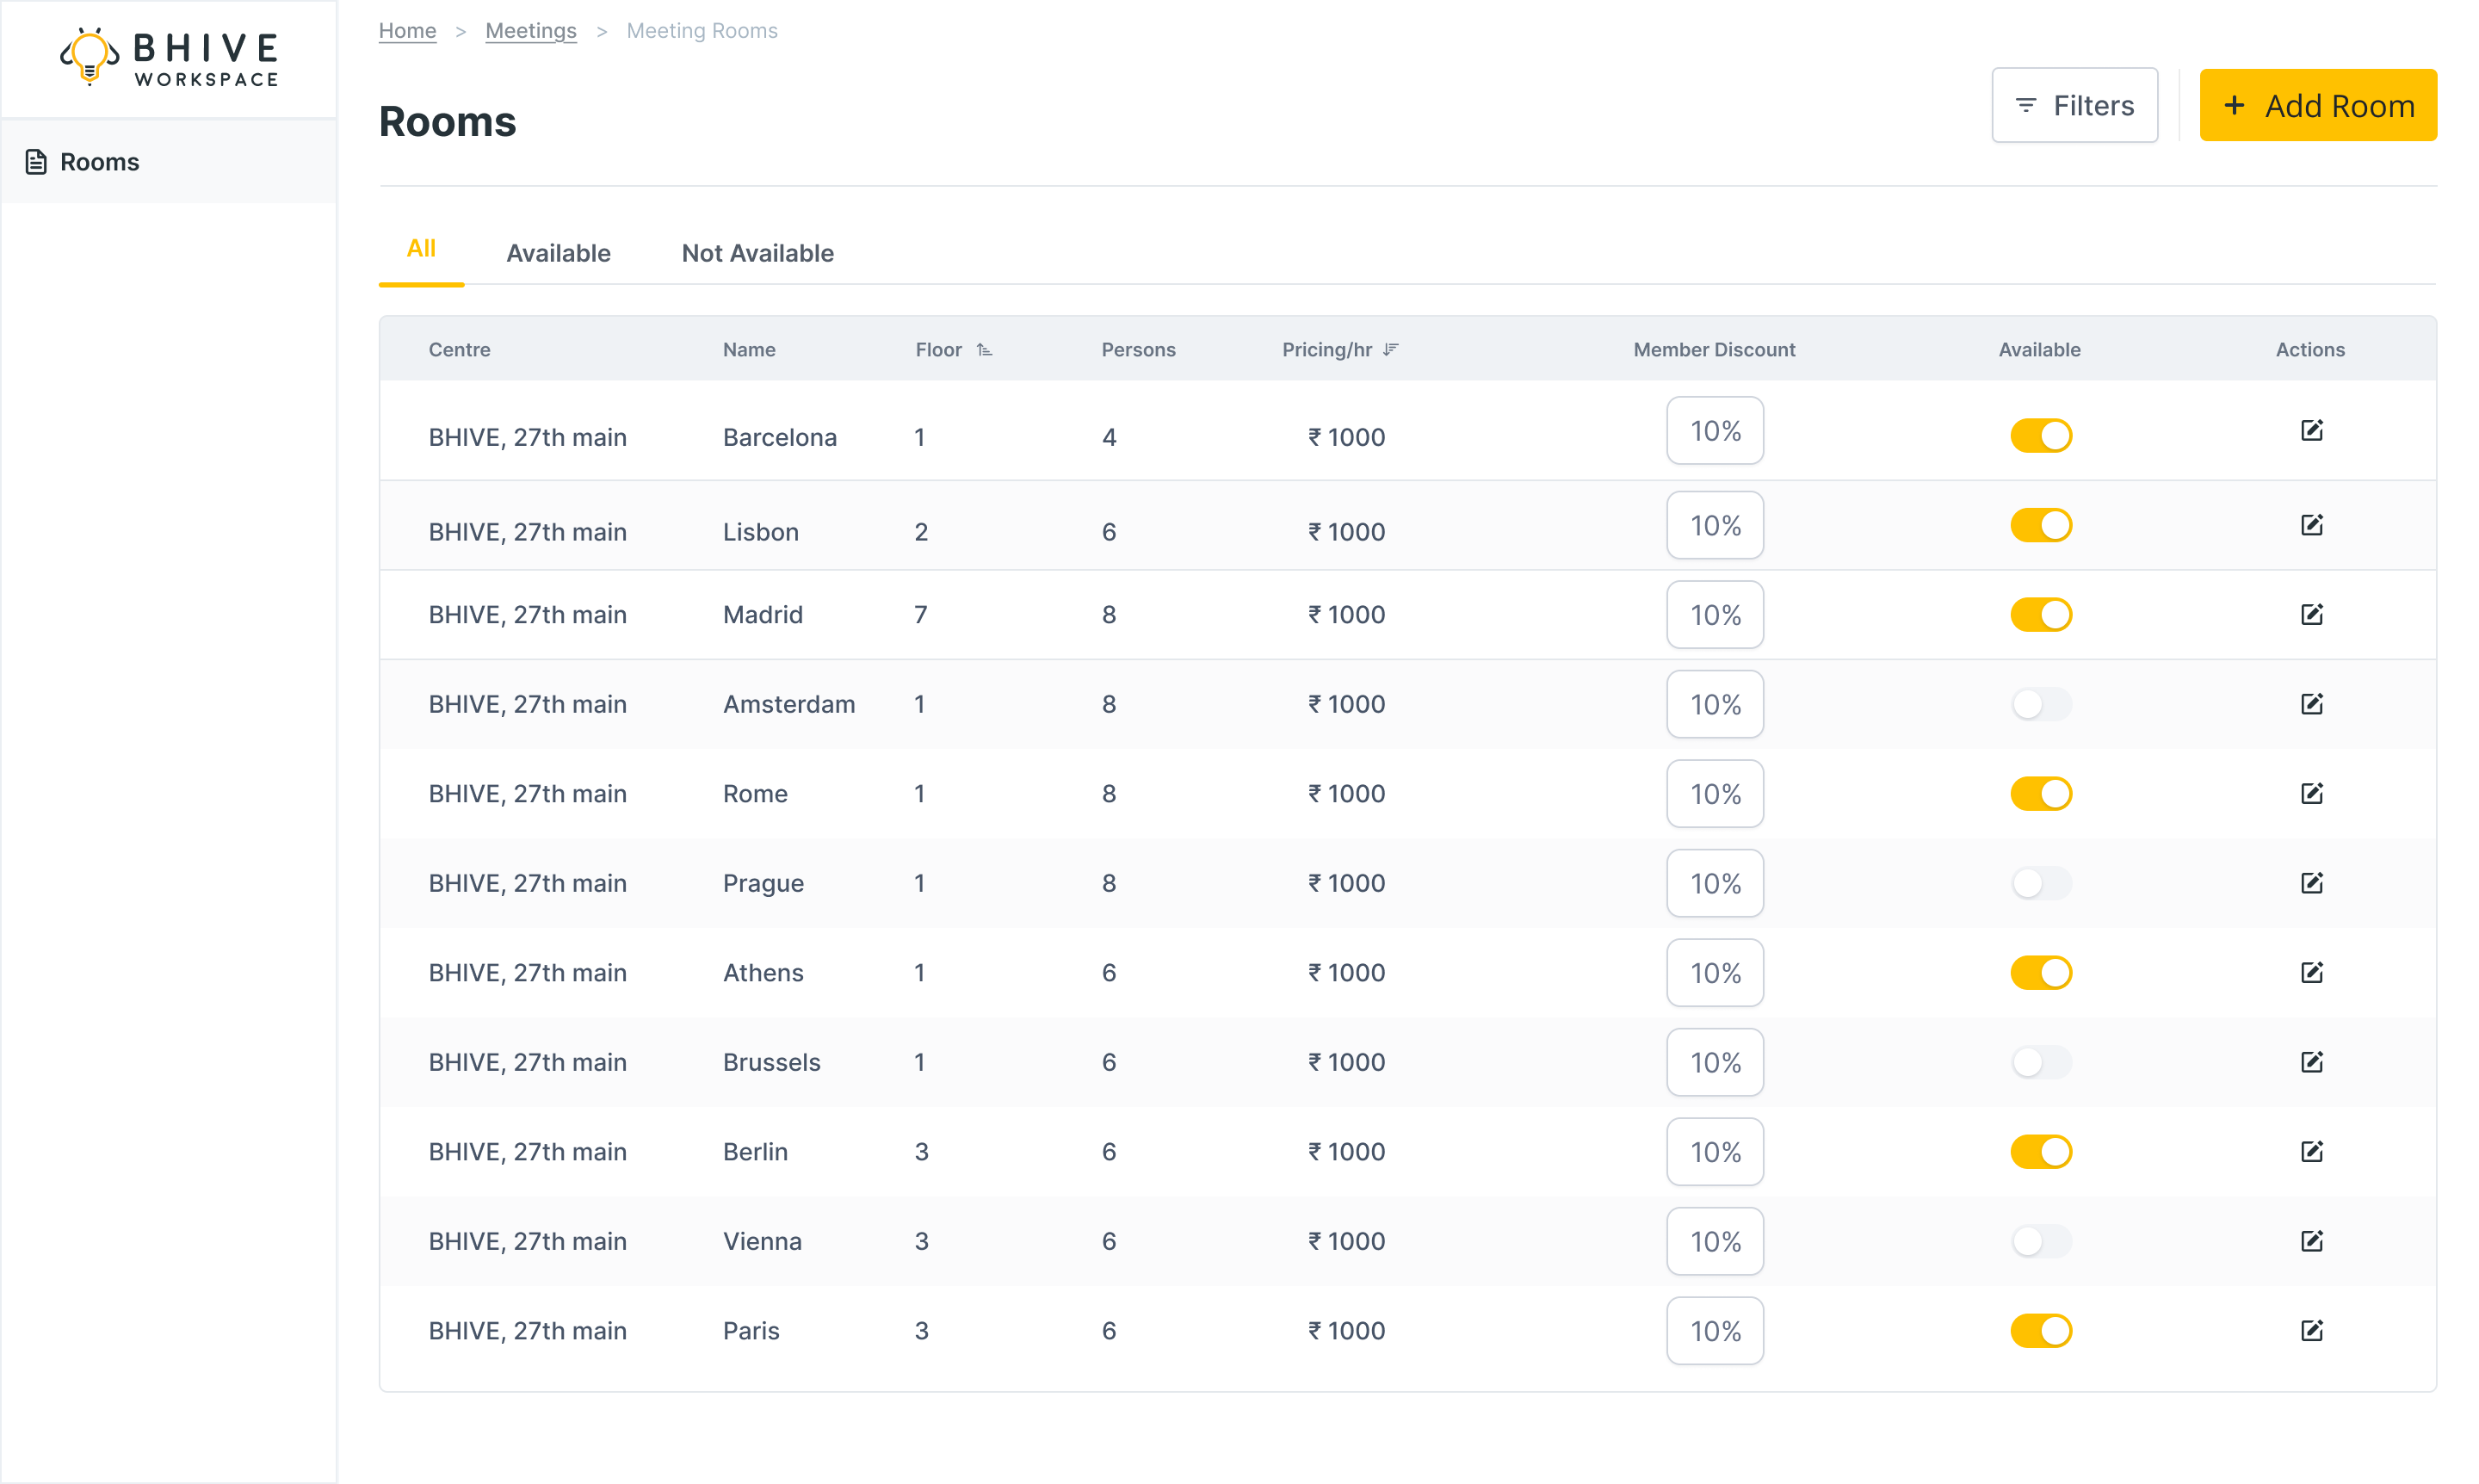 BHIVE
WORKSPACE
Rooms
Home > Meetings > Meeting Rooms
Rooms
Filters
+ Add Room
All Available Not Available
Centre Name Floor Persons Pricing/hr Member Discount Available Actions
BHIVE, 27th main Barcelona 1 4 ₹ 1000 10%
BHIVE, 27th main Lisbon 2 6 ₹ 1000 10%
BHIVE, 27th main Madrid 7 8 ₹ 1000 10%
BHIVE, 27th main Amsterdam 1 8 ₹ 1000 10%
BHIVE, 27th main Rome 1 8 ₹ 1000 10%
BHIVE, 27th main Prague 1 8 ₹ 1000 10%
BHIVE, 27th main Athens 1 6 ₹ 1000 10%
BHIVE, 27th main Brussels 1 6 ₹ 1000 10%
BHIVE, 27th main Berlin 3 6 ₹ 1000 10%
BHIVE, 27th main Vienna 3 6 ₹ 1000 10%
BHIVE, 27th main Paris 3 6 ₹ 1000 10%